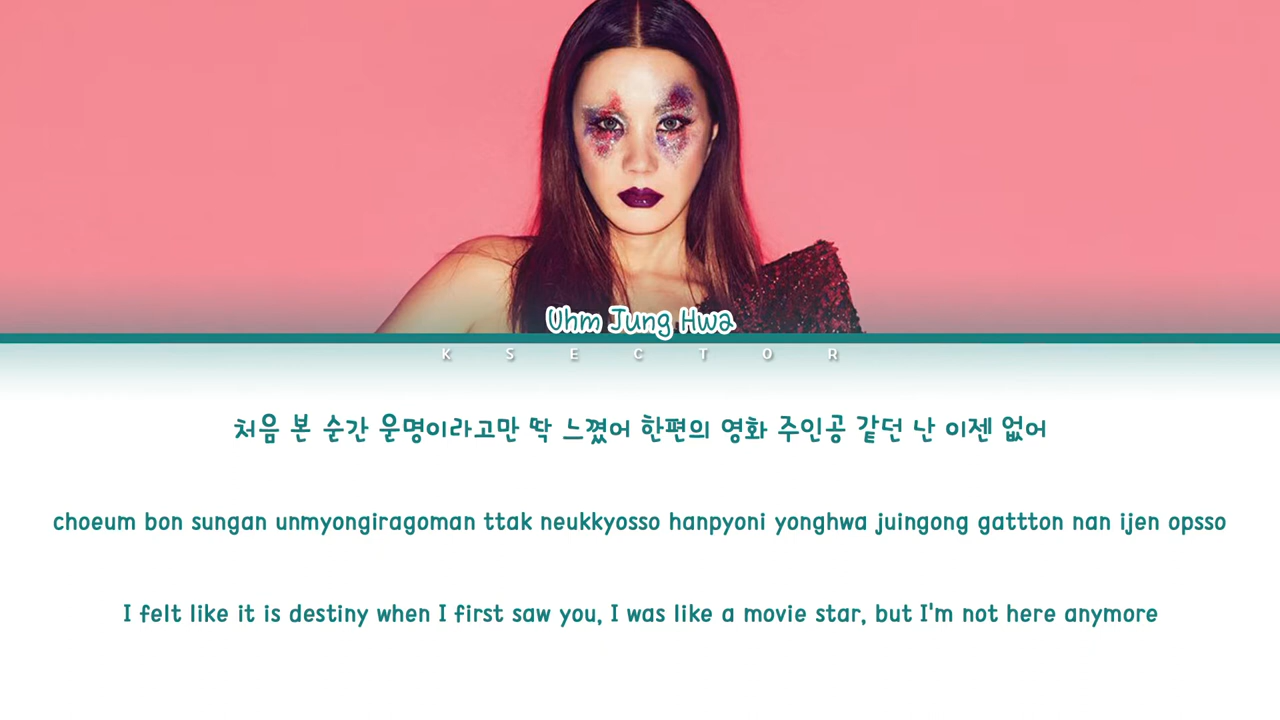 Uhm Jung Hwa
K S E C T O R
처음 본 순간 운명이라고만 딱 느꼈어 한편의 영화 주인공 같던 난 이젠 없어
choeum bon sungan unmyongiragoman ttak neukkyosso hanpyoni yonghwa juingong gattton nan ijen opsso
I felt like it is destiny when I first saw you, I was like a movie star, but I'm not here anymore